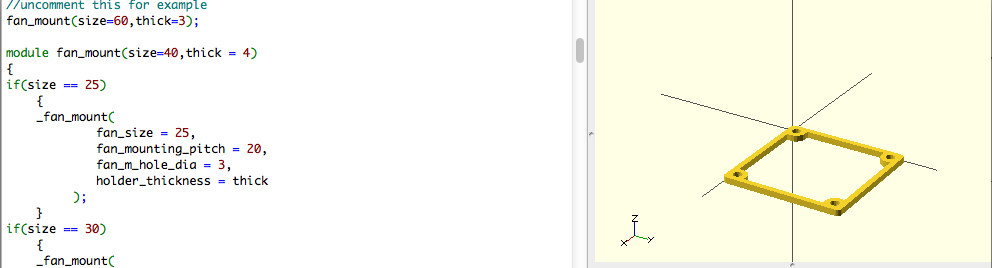 //uncomment this for example
fan_mount(size=60,thick=3);
module fan_mount(size=40,thick = 4)
{
if(size == 25)
{
_fan_mount(
fan_size = 25,
fan_mounting_pitch = 20,
fan_m_hole_dia = 3,
holder_thickness = thick
);
}
if(size == 30)
{
_fan_mount(
Z
X
y